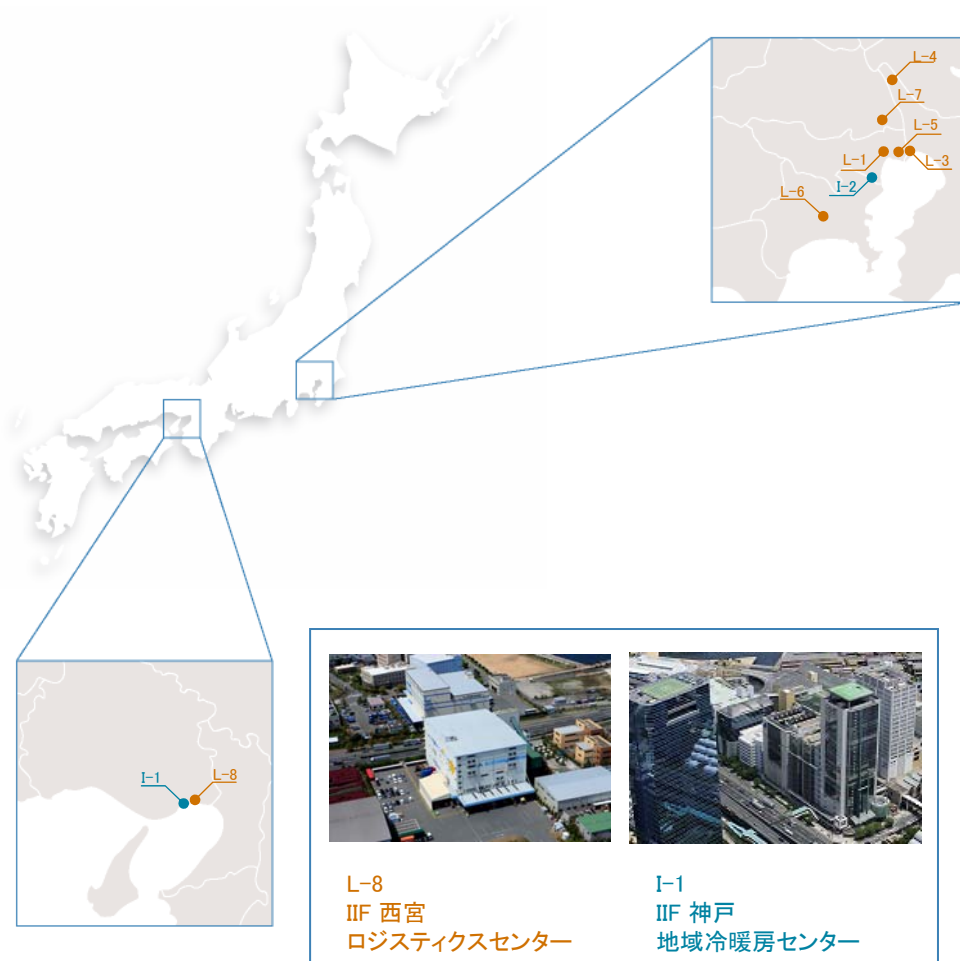 L-4
L-7
L-5
L-1
L-3
I-2
L-6
I-1
L-8
L-8
IIF 西宮
ロジスティクスセンター
I-1
IIF 神戸
地域冷暖房センター